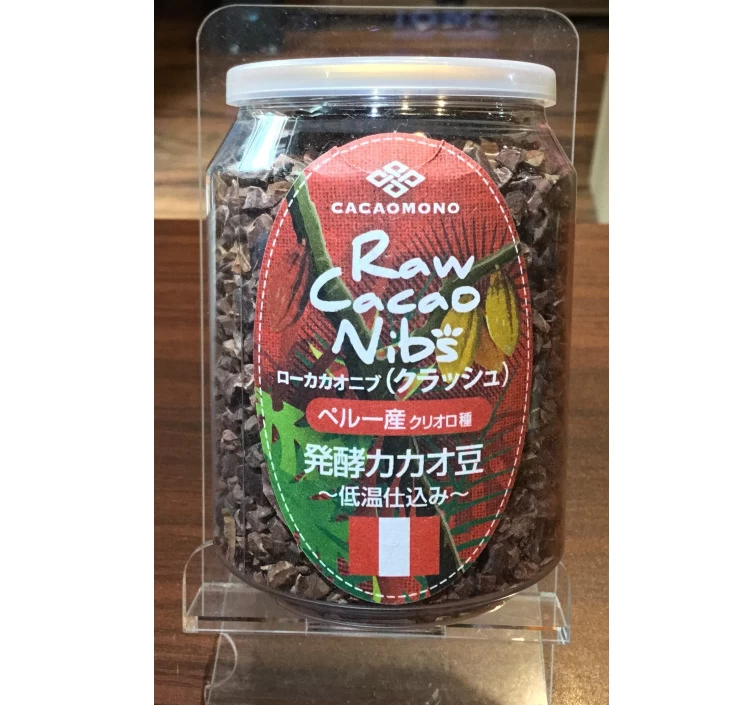 CACAOMONO
Raw
Cacao
Nibs
ローカカオニブ(クラッシュ)
ペルー産 クリオロ種
発酵カカオ豆
～低温仕込み～